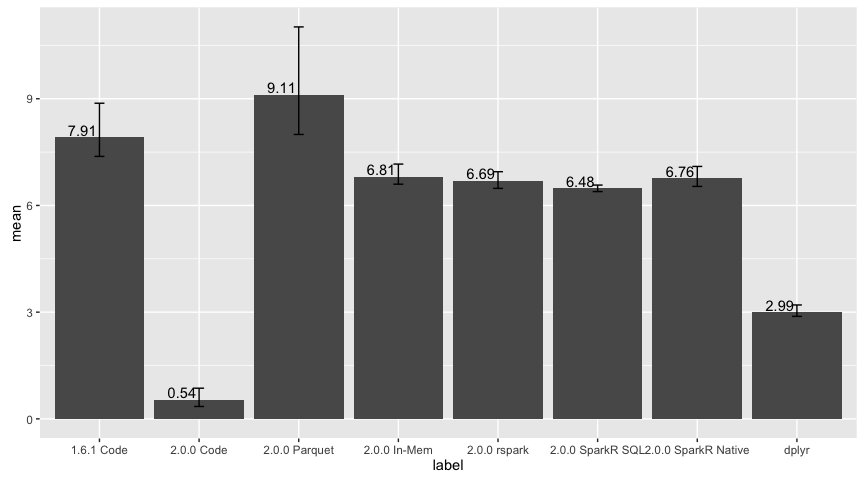 9.11
9
7.91
6.81
6.69
6.48
6.76
6
mean
3
2.99
0.54
0
1.6.1 Code
2.0.0 Code
2.0.0 Parquet
2.0.0 In-Mem
2.0.0 rspark
2.0.0 SparkR SQL
2.0.0 SparkR Native
dplyr
label